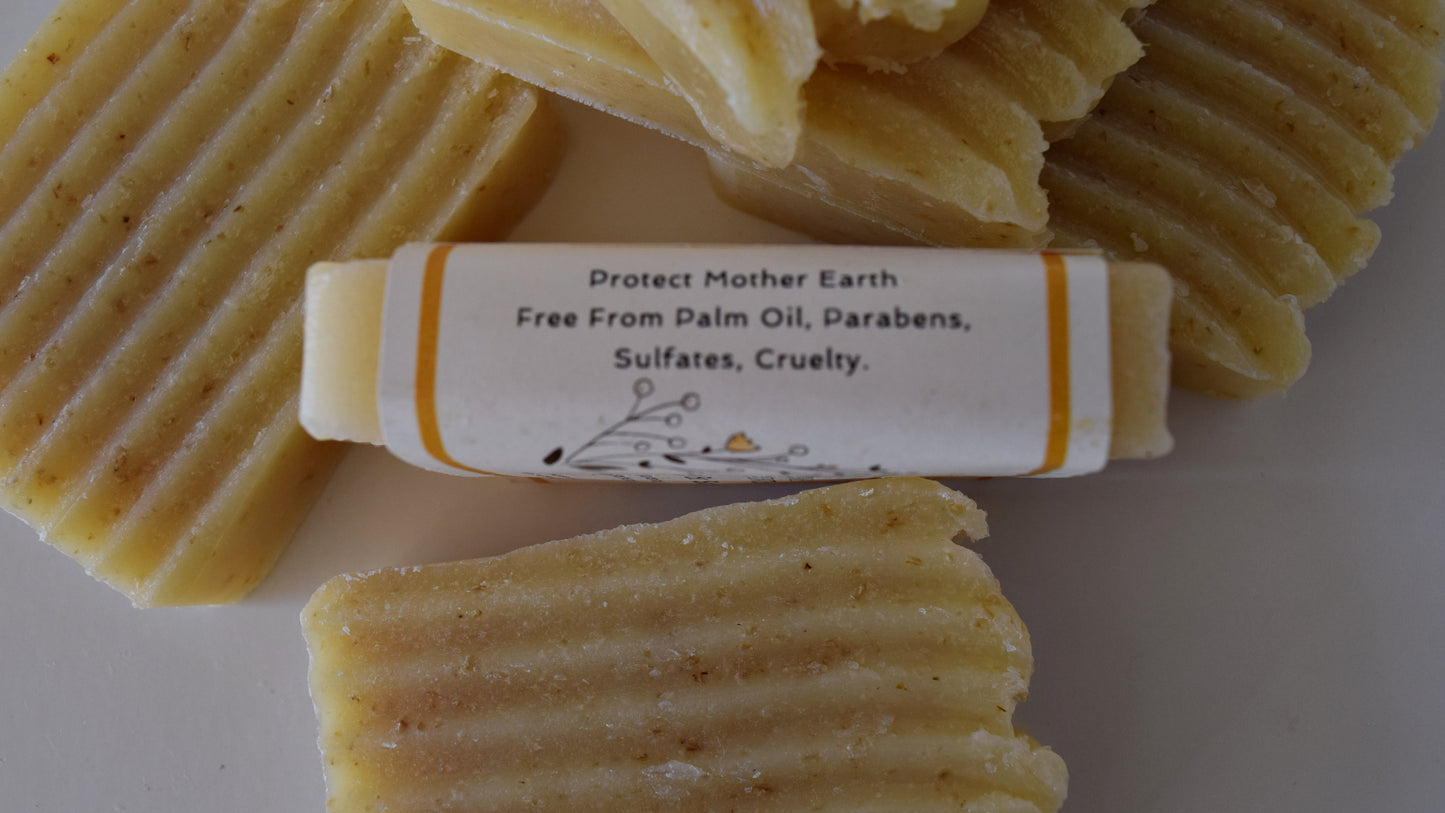 Protect Mother Earth
Free From Palm Oil, Parabens,
Sulfates, Cruelty.